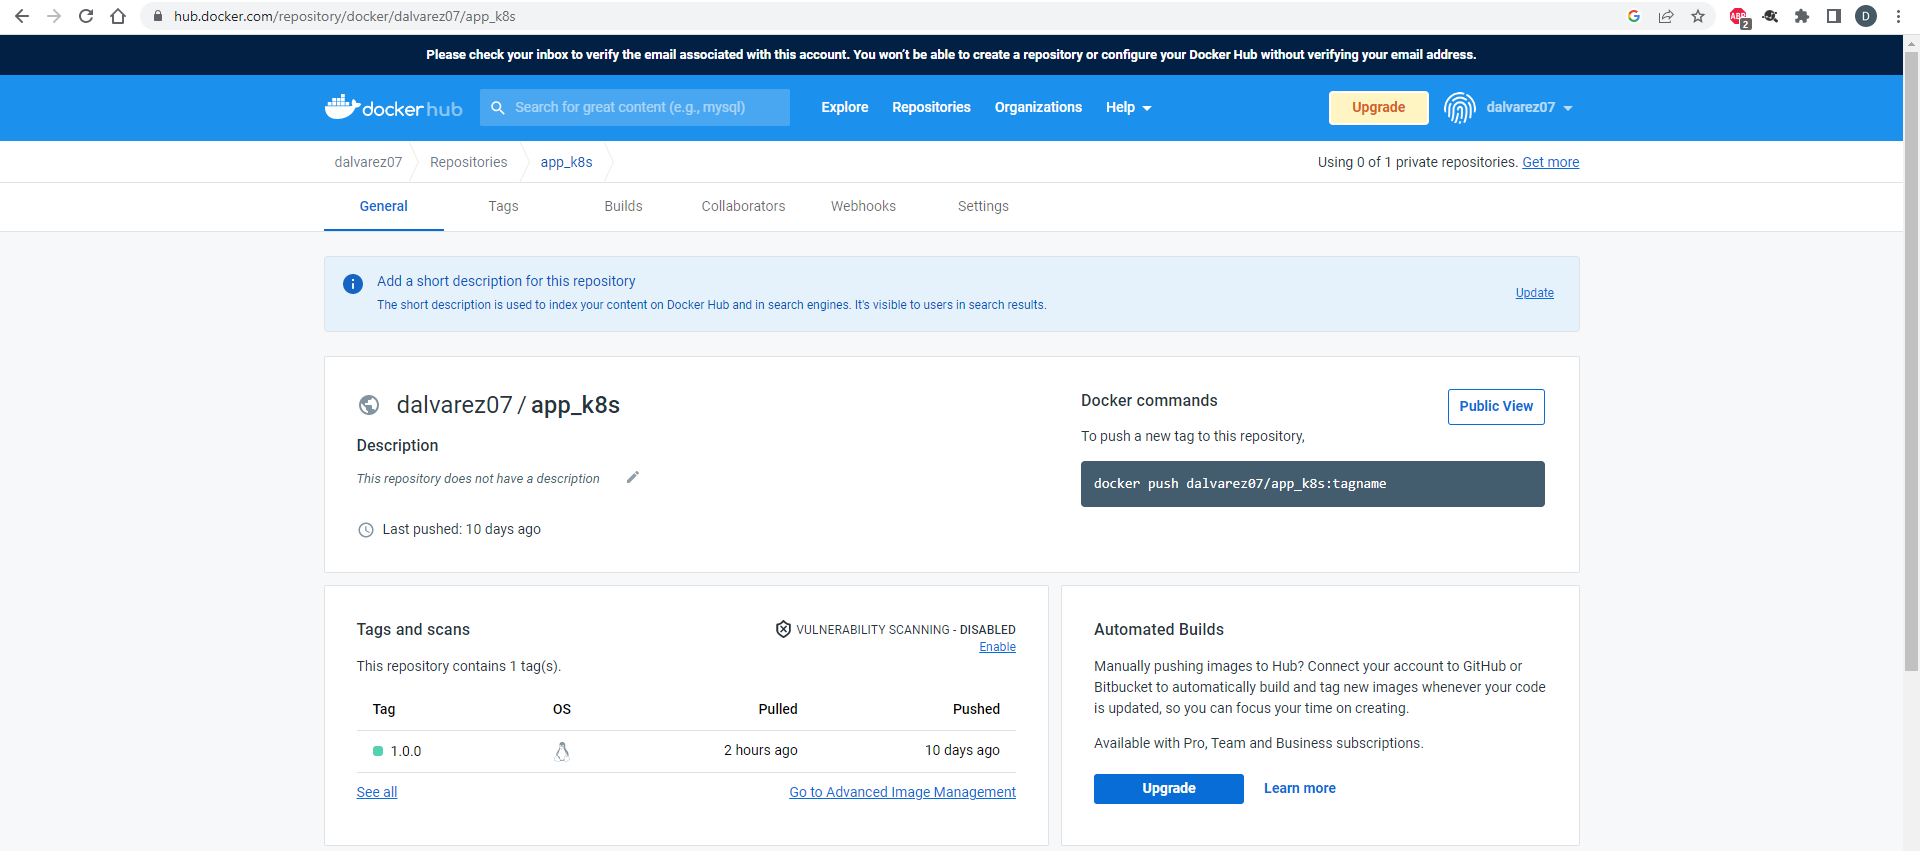 hub.docker.com/repository/docker/dalvarez07/app_k8s
ABP
2
D
Please check your inbox to verify the email associated with this account. You won't be able to create a repository or configure your Docker Hub without verifying your email address.
docker hub
Search for great content (e.g., mysql)
Explore
Repositories
Organizations
Help
Upgrade
dalvarez07
dalvarez07
Repositories
app_k8s
Using 0 of 1 private repositories. Get more
General
Tags
Builds
Collaborators
Webhooks
Settings
Add a short description for this repository
The short description is used to index your content on Docker Hub and in search engines. It's visible to users in search results.
Update
dalvarez07 / app_k8s
Description
This repository does not have a description
Last pushed: 10 days ago
Docker commands
Public View
To push a new tag to this repository,
docker push dalvarez07/app_k8s:tagname
Tags and scans
VULNERABILITY SCANNING - DISABLED
Enable
This repository contains 1 tag(s).
Tag OS Pulled Pushed
1.0.0 2 hours ago 10 days ago
See all
Go to Advanced Image Management
Automated Builds
Manually pushing images to Hub? Connect your account to GitHub or
Bitbucket to automatically build and tag new images whenever your code
is updated, so you can focus your time on creating.
Available with Pro, Team and Business subscriptions.
Upgrade
Learn more